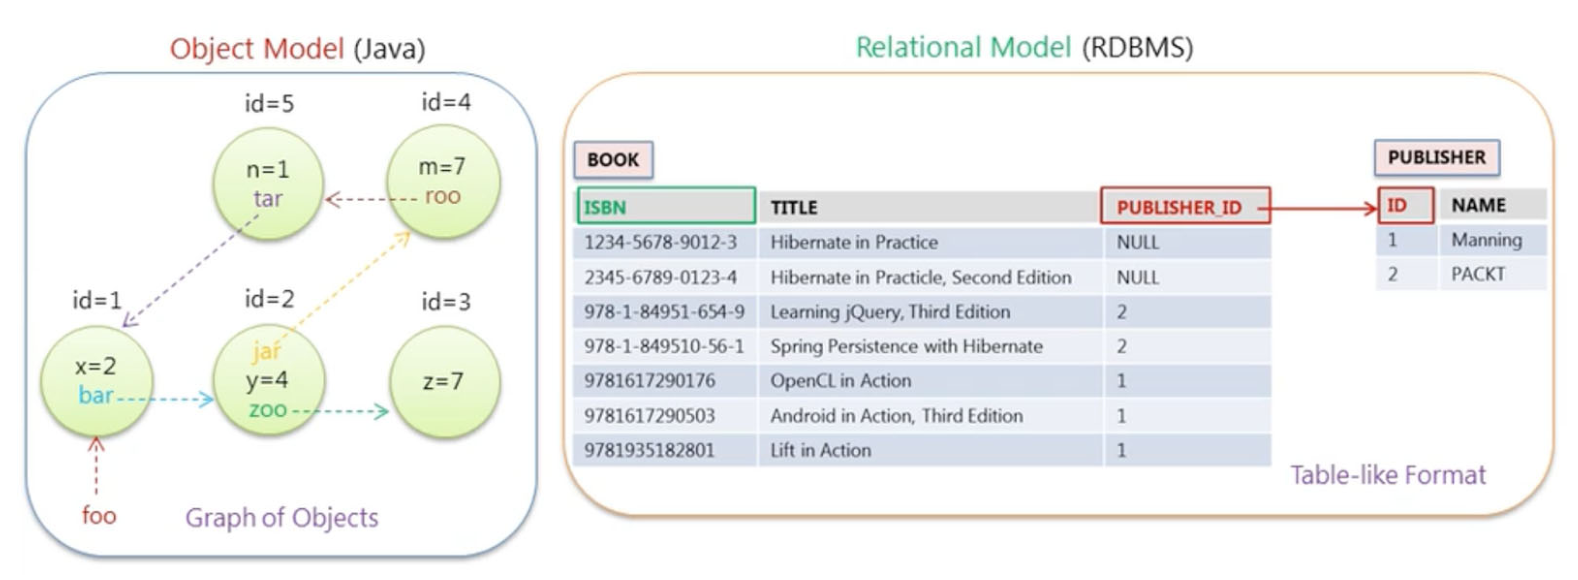 Object Model (Java)
id=5
id=4
n=1
tar
m=7
roo
id=1
id=2
id=3
x=2
bar
jar
y=4
zoo
z=7
foo
Graph of Objects
Relational Model (RDBMS)
BOOK
ISBN TITLE PUBLISHER_ID
1234-5678-9012-3 Hibernate in Practice NULL
2345-6789-0123-4 Hibernate in Practicle, Second Edition NULL
978-1-84951-654-9 Learning jQuery, Third Edition 2
978-1-849510-56-1 Spring Persistence with Hibernate 2
9781617290176 OpenCL in Action 1
9781617290503 Android in Action, Third Edition 1
9781935182801 Lift in Action 1
PUBLISHER
ID NAME
1 Manning
2 PACKT
Table-like Format